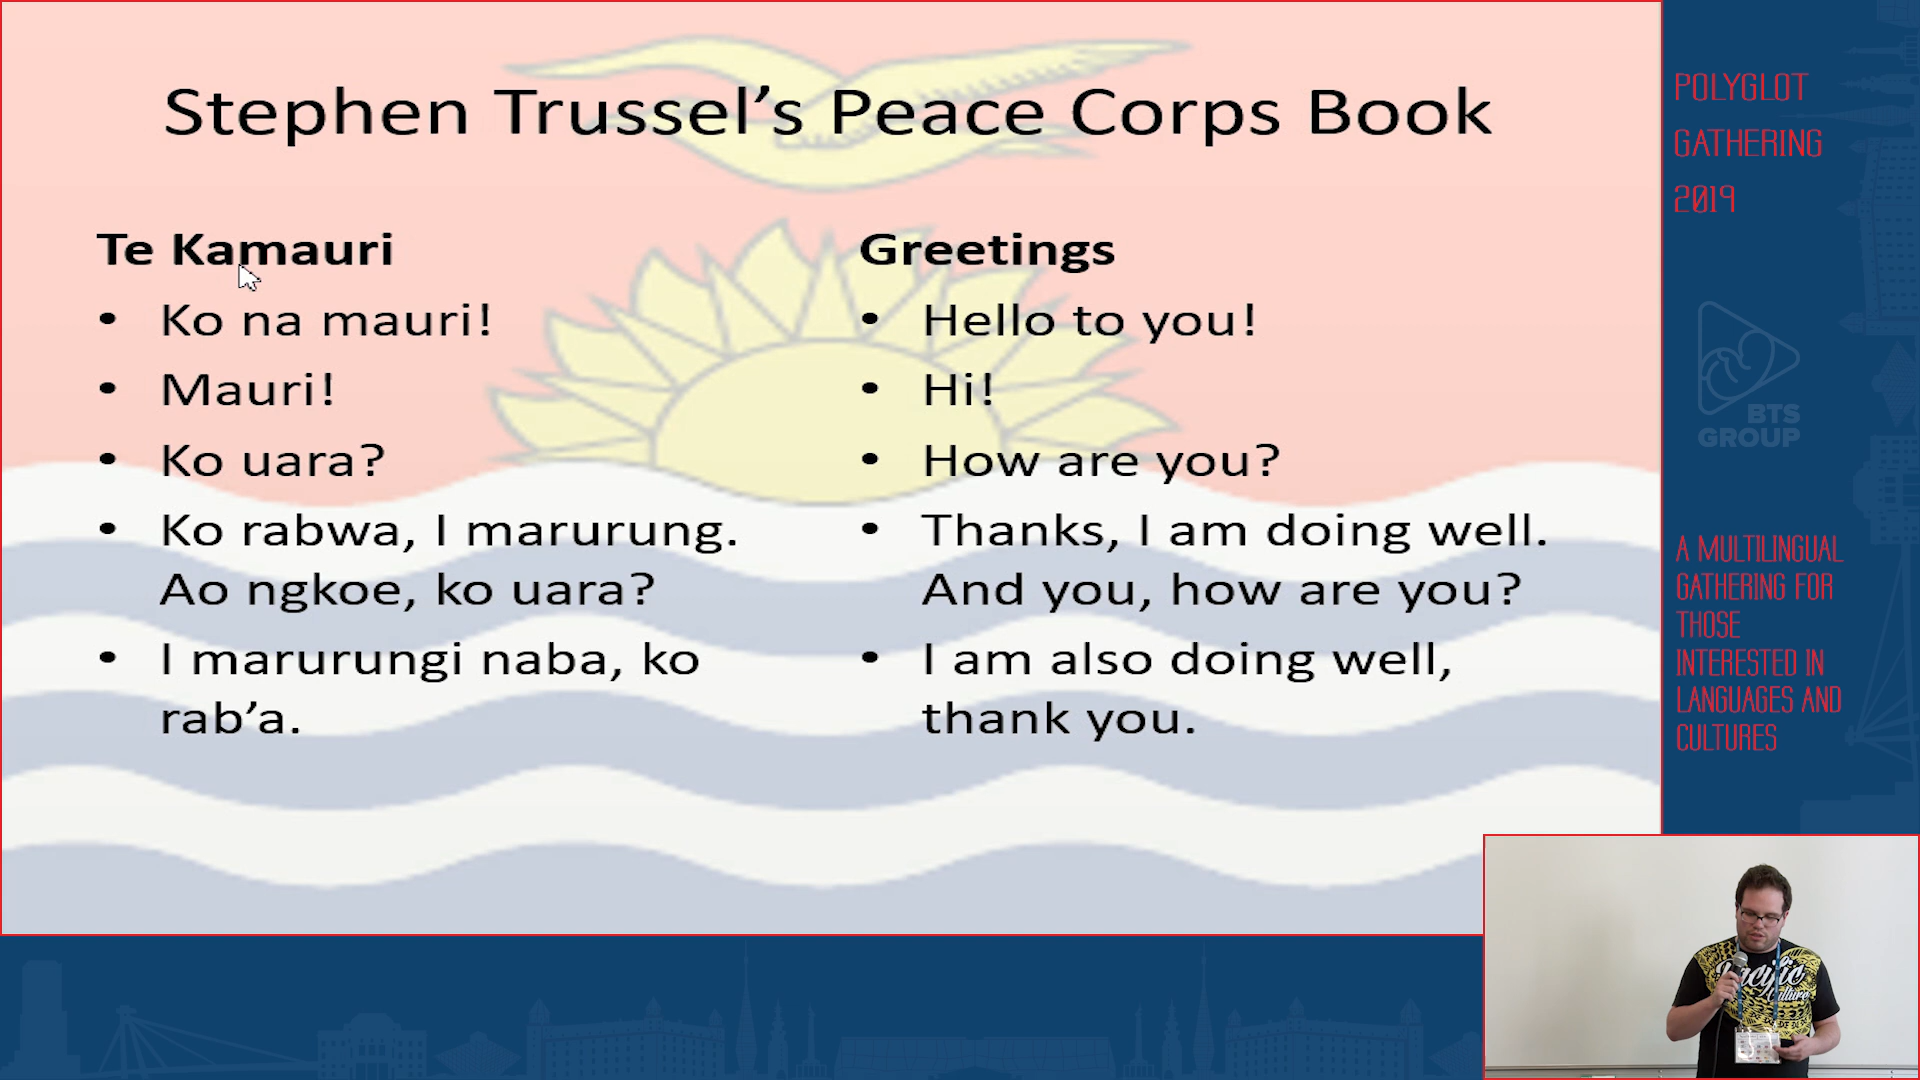 Stephen Trussel’s Peace Corps Book
Te Kamauri
• Ko na mauri!
• Mauri!
• Ko uara?
• Ko rabwa, I marurung.
Ao ngkoe, ko uara?
• I marurungi naba, ko
rab’a.
Greetings
• Hello to you!
• Hi!
• How are you?
• Thanks, I am doing well.
And you, how are you?
• I am also doing well,
thank you.
POLYGLOT
GATHERING
2019
BTS
GROUP
A MULTILINGUAL
GATHERING FOR
THOSE
INTERESTED IN
LANGUAGES AND
CULTURES
Pacific
Culture